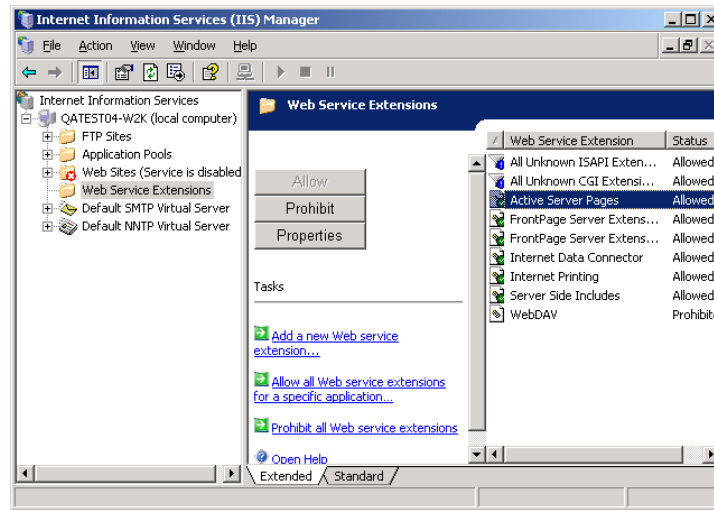 Internet Information Services (IIS) Manager
File Action View Window Help
Internet Information Services
QATEST04-W2K (local computer)
FTP Sites
Application Pools
Web Sites (Service is disabled
Web Service Extensions
Default SMTP Virtual Server
Default NNTP Virtual Server
Web Service Extensions
Allow
Prohibit
Properties
Tasks
Add a new Web service
extension...
Allow all Web service extensions
for a specific application...
Prohibit all Web service extensions
Open Help
Web Service Extension Status
All Unknown ISAPI Exten... Allowed
All Unknown CGI Extensi... Allowed
Active Server Pages Allowed
FrontPage Server Extens... Allowed
FrontPage Server Extens... Allowed
Internet Data Connector Allowed
Internet Printing Allowed
Server Side Includes Allowed
WebDAV Prohibit
Extended Standard